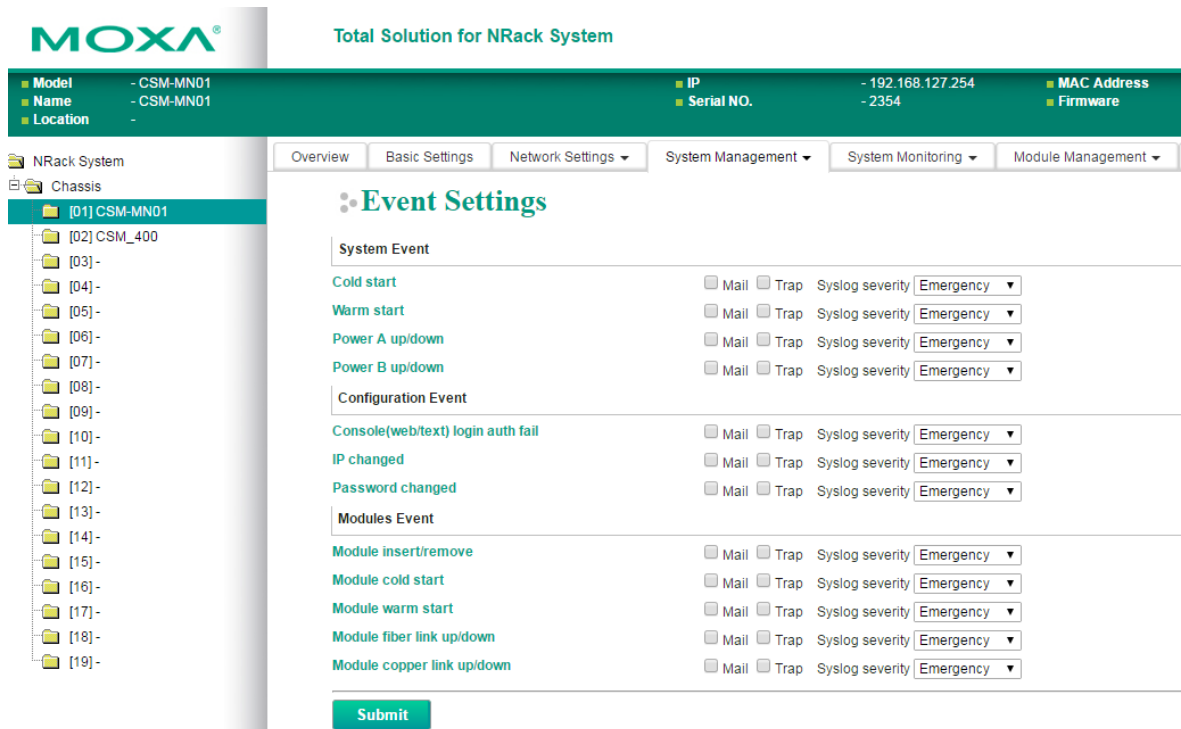 MOXA®
Total Solution for NRack System
Model - CSM-MN01 IP - 192.168.127.254 MAC Address
Name - CSM-MN01 Serial NO. - 2354 Firmware
Location -
NRack System
Chassis
[01] CSM-MN01
[02] CSM_400
[03] -
[04] -
[05] -
[06] -
[07] -
[08] -
[09] -
[10] -
[11] -
[12] -
[13] -
[14] -
[15] -
[16] -
[17] -
[18] -
[19] -
Overview Basic Settings Network Settings System Management System Monitoring Module Management
Event Settings
System Event
Cold start Mail Trap Syslog severity Emergency
Warm start Mail Trap Syslog severity Emergency
Power A up/down Mail Trap Syslog severity Emergency
Power B up/down Mail Trap Syslog severity Emergency
Configuration Event
Console(web/text) login auth fail Mail Trap Syslog severity Emergency
IP changed Mail Trap Syslog severity Emergency
Password changed Mail Trap Syslog severity Emergency
Modules Event
Module insert/remove Mail Trap Syslog severity Emergency
Module cold start Mail Trap Syslog severity Emergency
Module warm start Mail Trap Syslog severity Emergency
Module fiber link up/down Mail Trap Syslog severity Emergency
Module copper link up/down Mail Trap Syslog severity Emergency
Submit